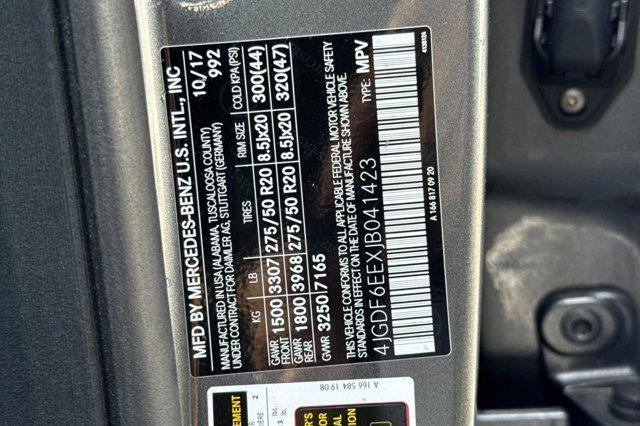 MFD BY MERCEDES-BENZ U.S. INTL., INC 10/17
MANUFACTURED IN USA (ALABAMA, TUSCALOOSA COUNTY) 992
UNDER CONTRACT FOR DAIMLER AG, STUTTGART (GERMANY)
KG LB TIRES RIM SIZE COLD KPA (PSI)
GAWR FRONT 1500 3307 275/50 R20 8.5Jx20 300(44)
GAWR REAR 1800 3968 275/50 R20 8.5Jx20 320(47)
GVWR 3250 7165
THIS VEHICLE CONFORMS TO ALL APPLICABLE FEDERAL MOTOR VEHICLE SAFETY
STANDARDS IN EFFECT ON THE DATE OF MANUFACTURE SHOWN ABOVE.
4JGDF6EEXJB041423 TYPE: MPV
A 166 817 09 20
A 166 584 19 08
EMENT
2
lbs.
lb